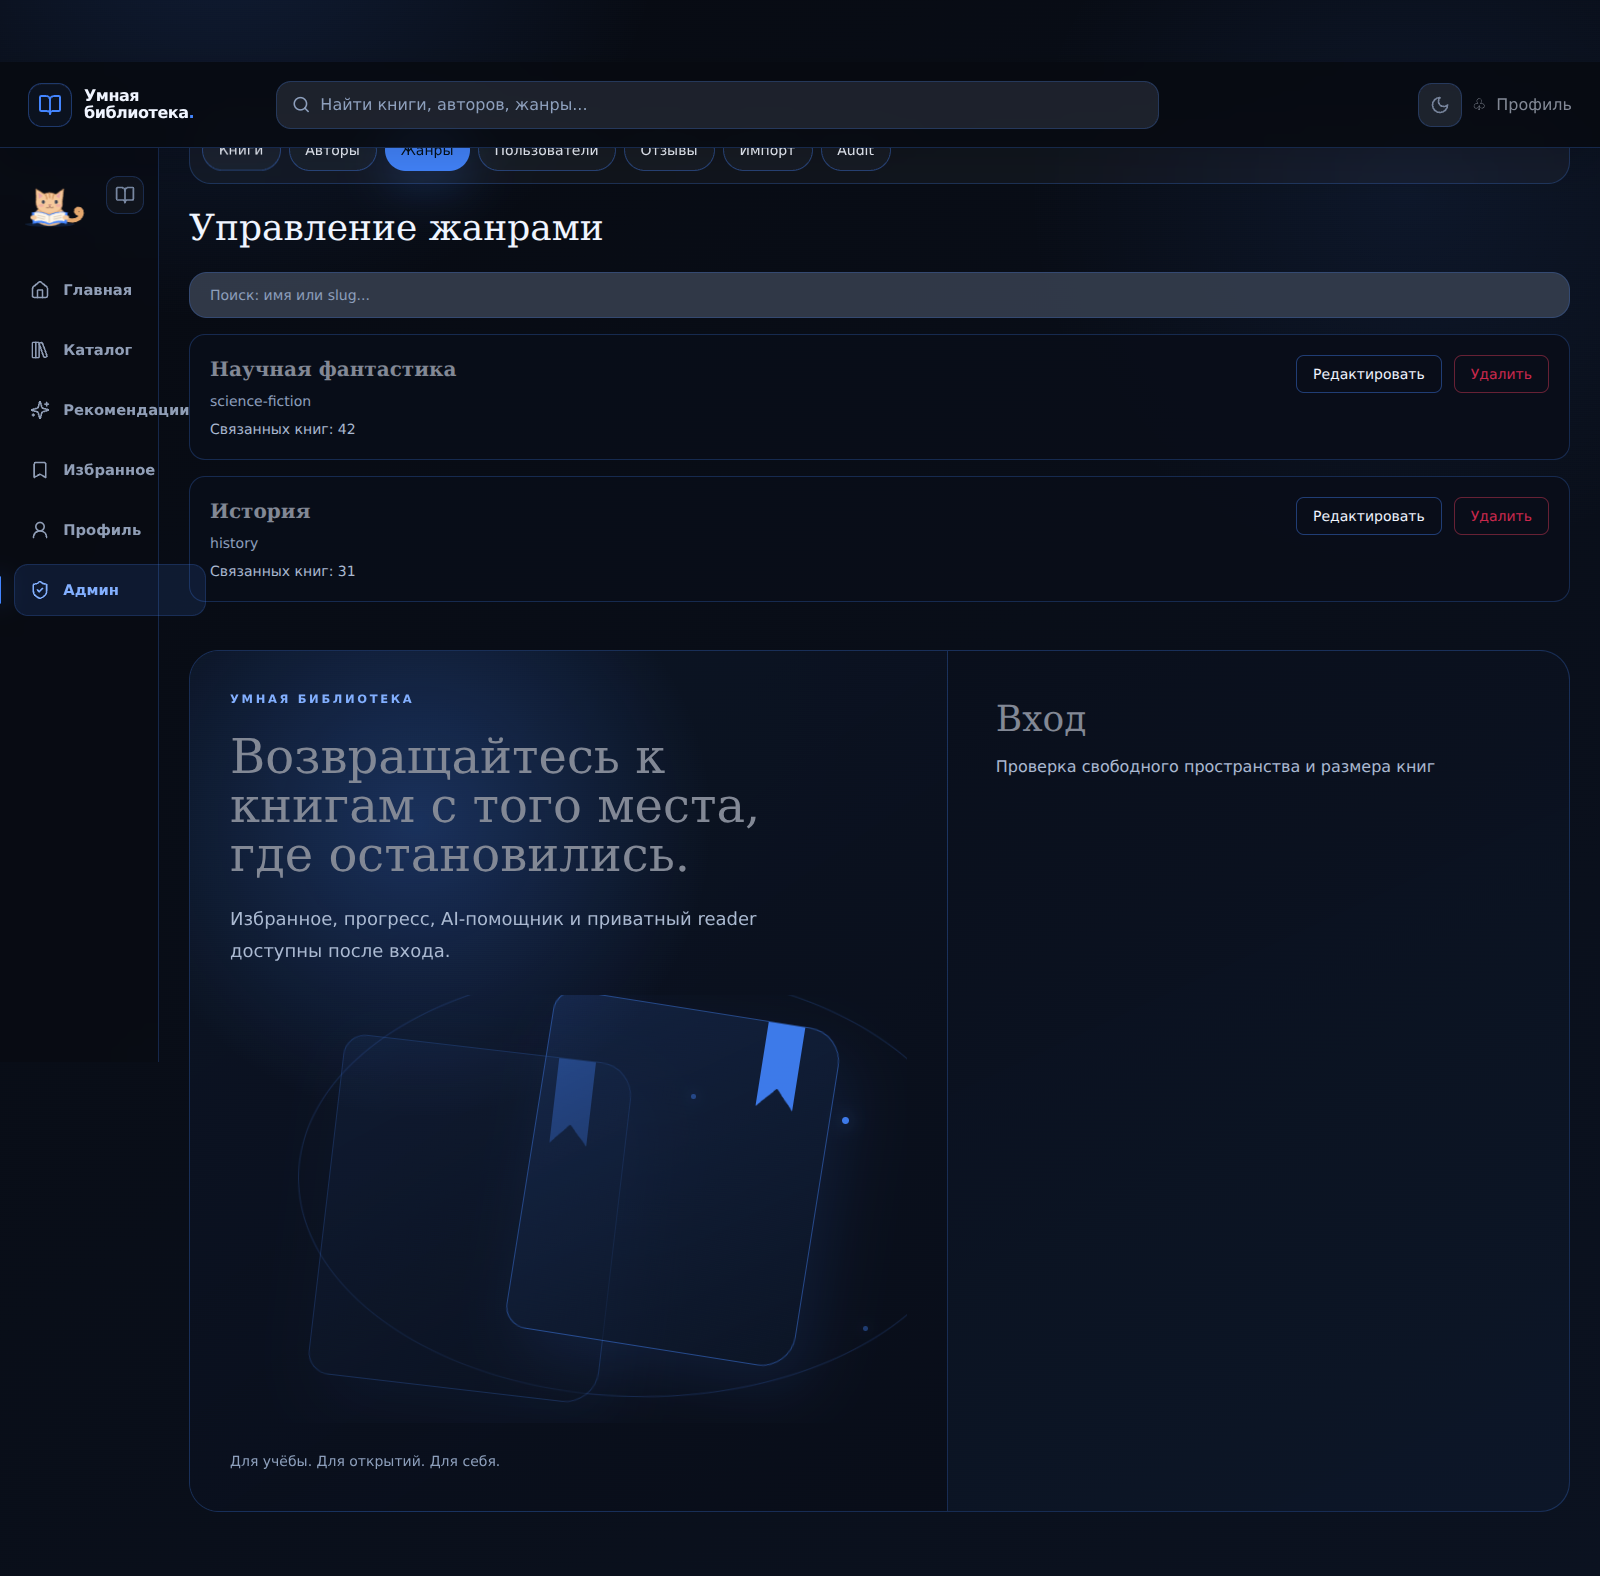 Умная
библиотека.
Найти книги, авторов, жанры...
Профиль
Книги
Авторы
Жанры
Пользователи
Отзывы
Импорт
Audit
Главная
Каталог
Рекомендации
Избранное
Профиль
Админ
Управление жанрами
Поиск: имя или slug...
Научная фантастика
science-fiction
Связанных книг: 42
Редактировать
Удалить
История
history
Связанных книг: 31
Редактировать
Удалить
УМНАЯ БИБЛИОТЕКА
Возвращайтесь к
книгам с того места,
где остановились.
Избранное, прогресс, AI-помощник и приватный reader
доступны после входа.
Для учёбы. Для открытий. Для себя.
Вход
Проверка свободного пространства и размера книг